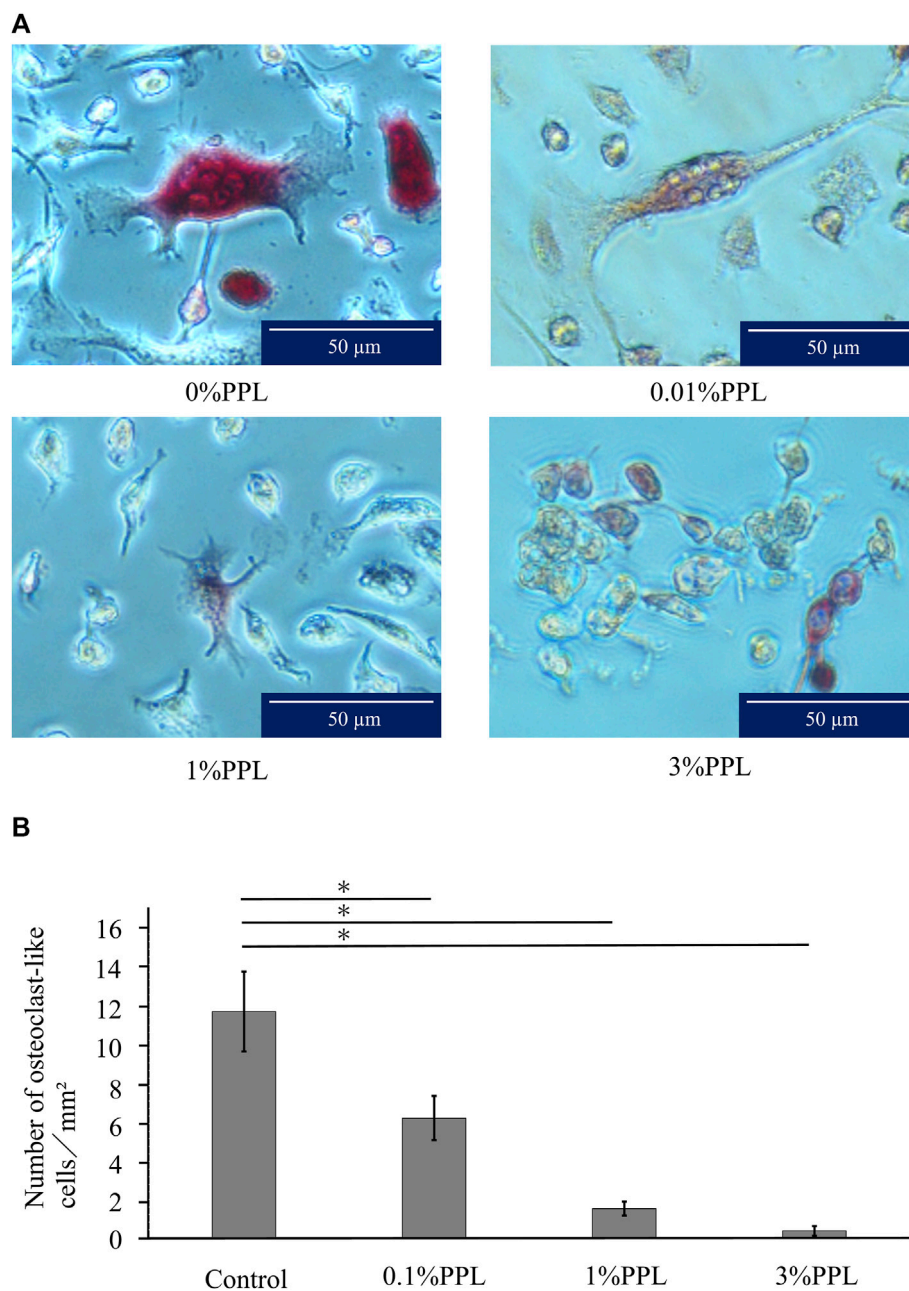 A
50 µm
50 µm
0%PPL
0.01%PPL
50 µm
50 µm
1%PPL
3%PPL
B
*
*
*
Number of osteoclast-like
cells／mm²
16
14
12
10
8
6
4
2
0
Control
0.1%PPL
1%PPL
3%PPL